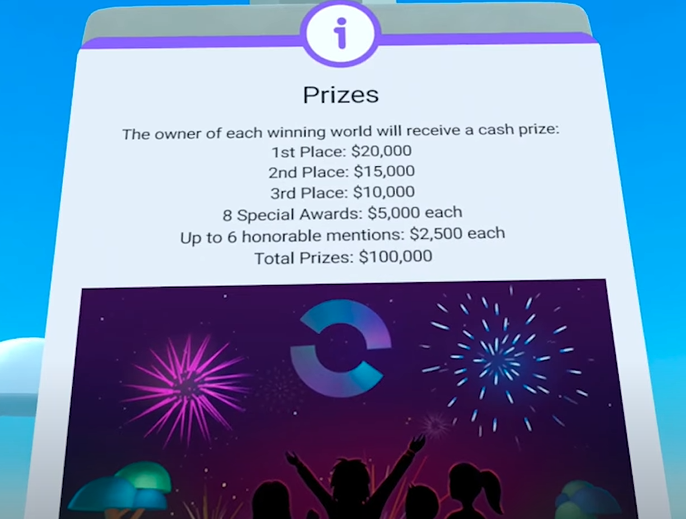 Prizes
The owner of each winning world will receive a cash prize:
1st Place: $20,000
2nd Place: $15,000
3rd Place: $10,000
8 Special Awards: $5,000 each
Up to 6 honorable mentions: $2,500 each
Total Prizes: $100,000